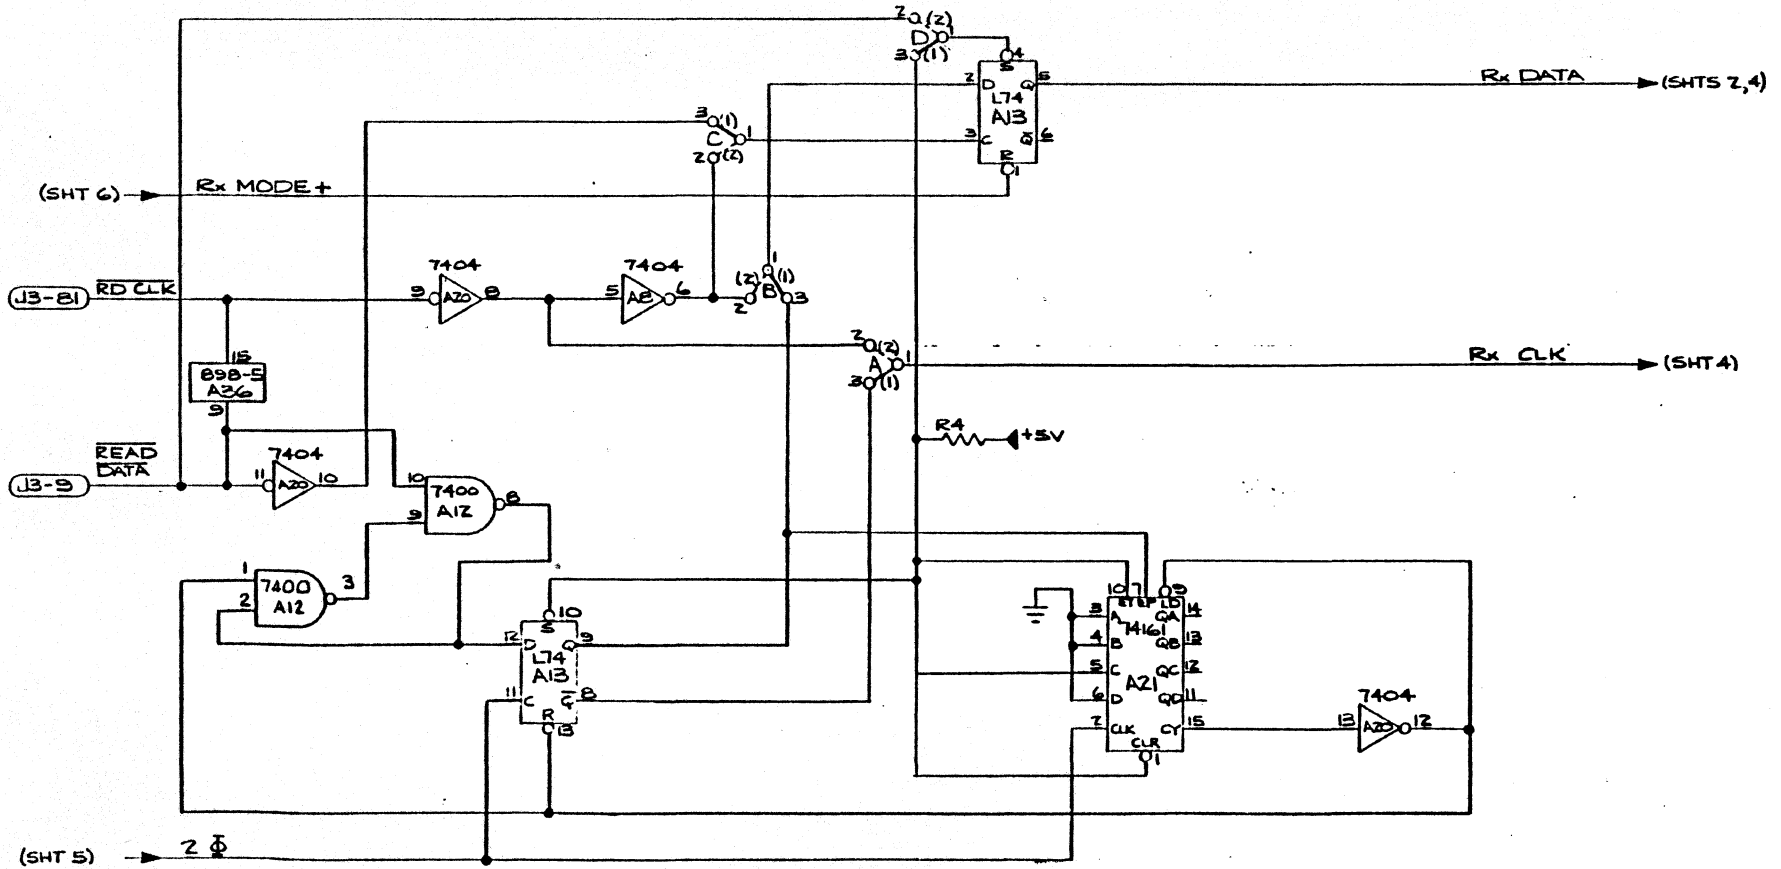 2 (2)
D 1
3 (1)
4
S
2 D Q 5
L74
A13
3 C Q̅ 6
R
1
Rx DATA (SHTS 2,4)
3 (1)
C 1
2 (2)
(SHT 6) Rx MODE +
J3-81 RD CLK
7404
9 A20 8
7404
5 A8 6
1
(2) (1)
B
2 3
2 (2)
A 1
3 (1)
Rx CLK (SHT 4)
15
898-5
A36
9
R4 +5V
READ
DATA
J3-9
7404
11 A20 10
10
7400 8
A12
9
1
7400 3
A12
2
10
S
12 D Q 9
L74
A13
11 C Q̅ 8
R
13
10 7 9
ET EP LD
3 A QA 14
74161
4 B QB 13
5 C QC 12
A21
6 D QD 11
2 CLK CY 15
CLR
1
7404
13 A20 12
(SHT 5) 2 Φ